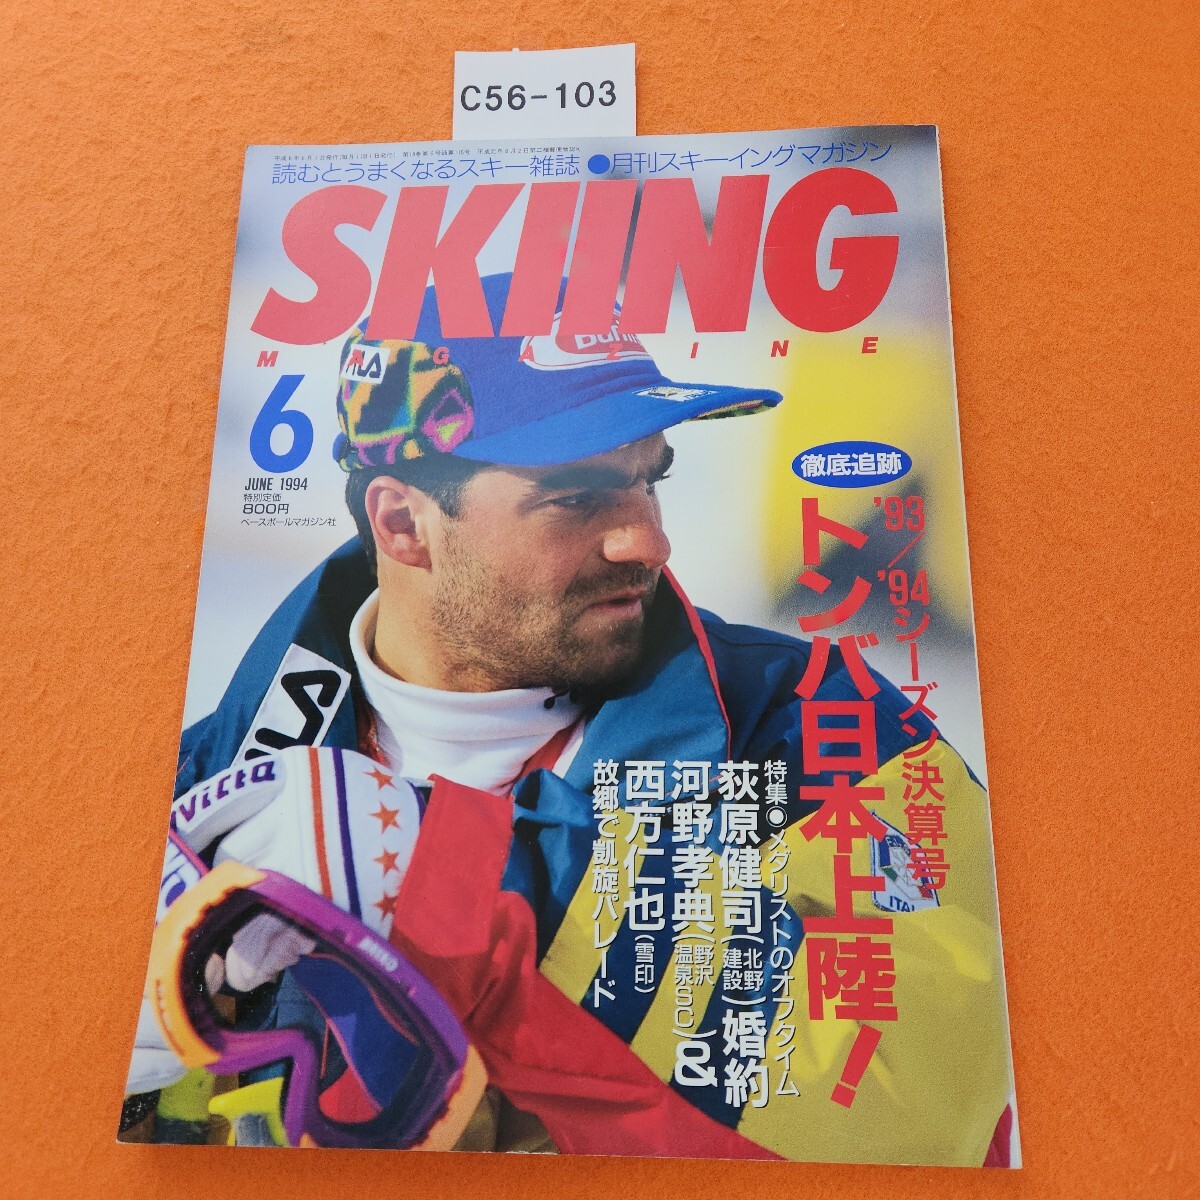 C56-103
読むとうまくなるスキー雑誌 ●月刊スキーイングマガジン
SKIING
MAGAZINE
6
JUNE 1994
特別定価
800円
ベースボールマガジン社
FILA
徹底追跡
'93/'94シーズン決算号
トンバ日本上陸!
特集◉メダリストのオフタイム
荻原健司(北野建設)婚約
河野孝典(野沢温泉SC)&
西方仁也(雪印)
故郷で凱旋パレード
ITAL